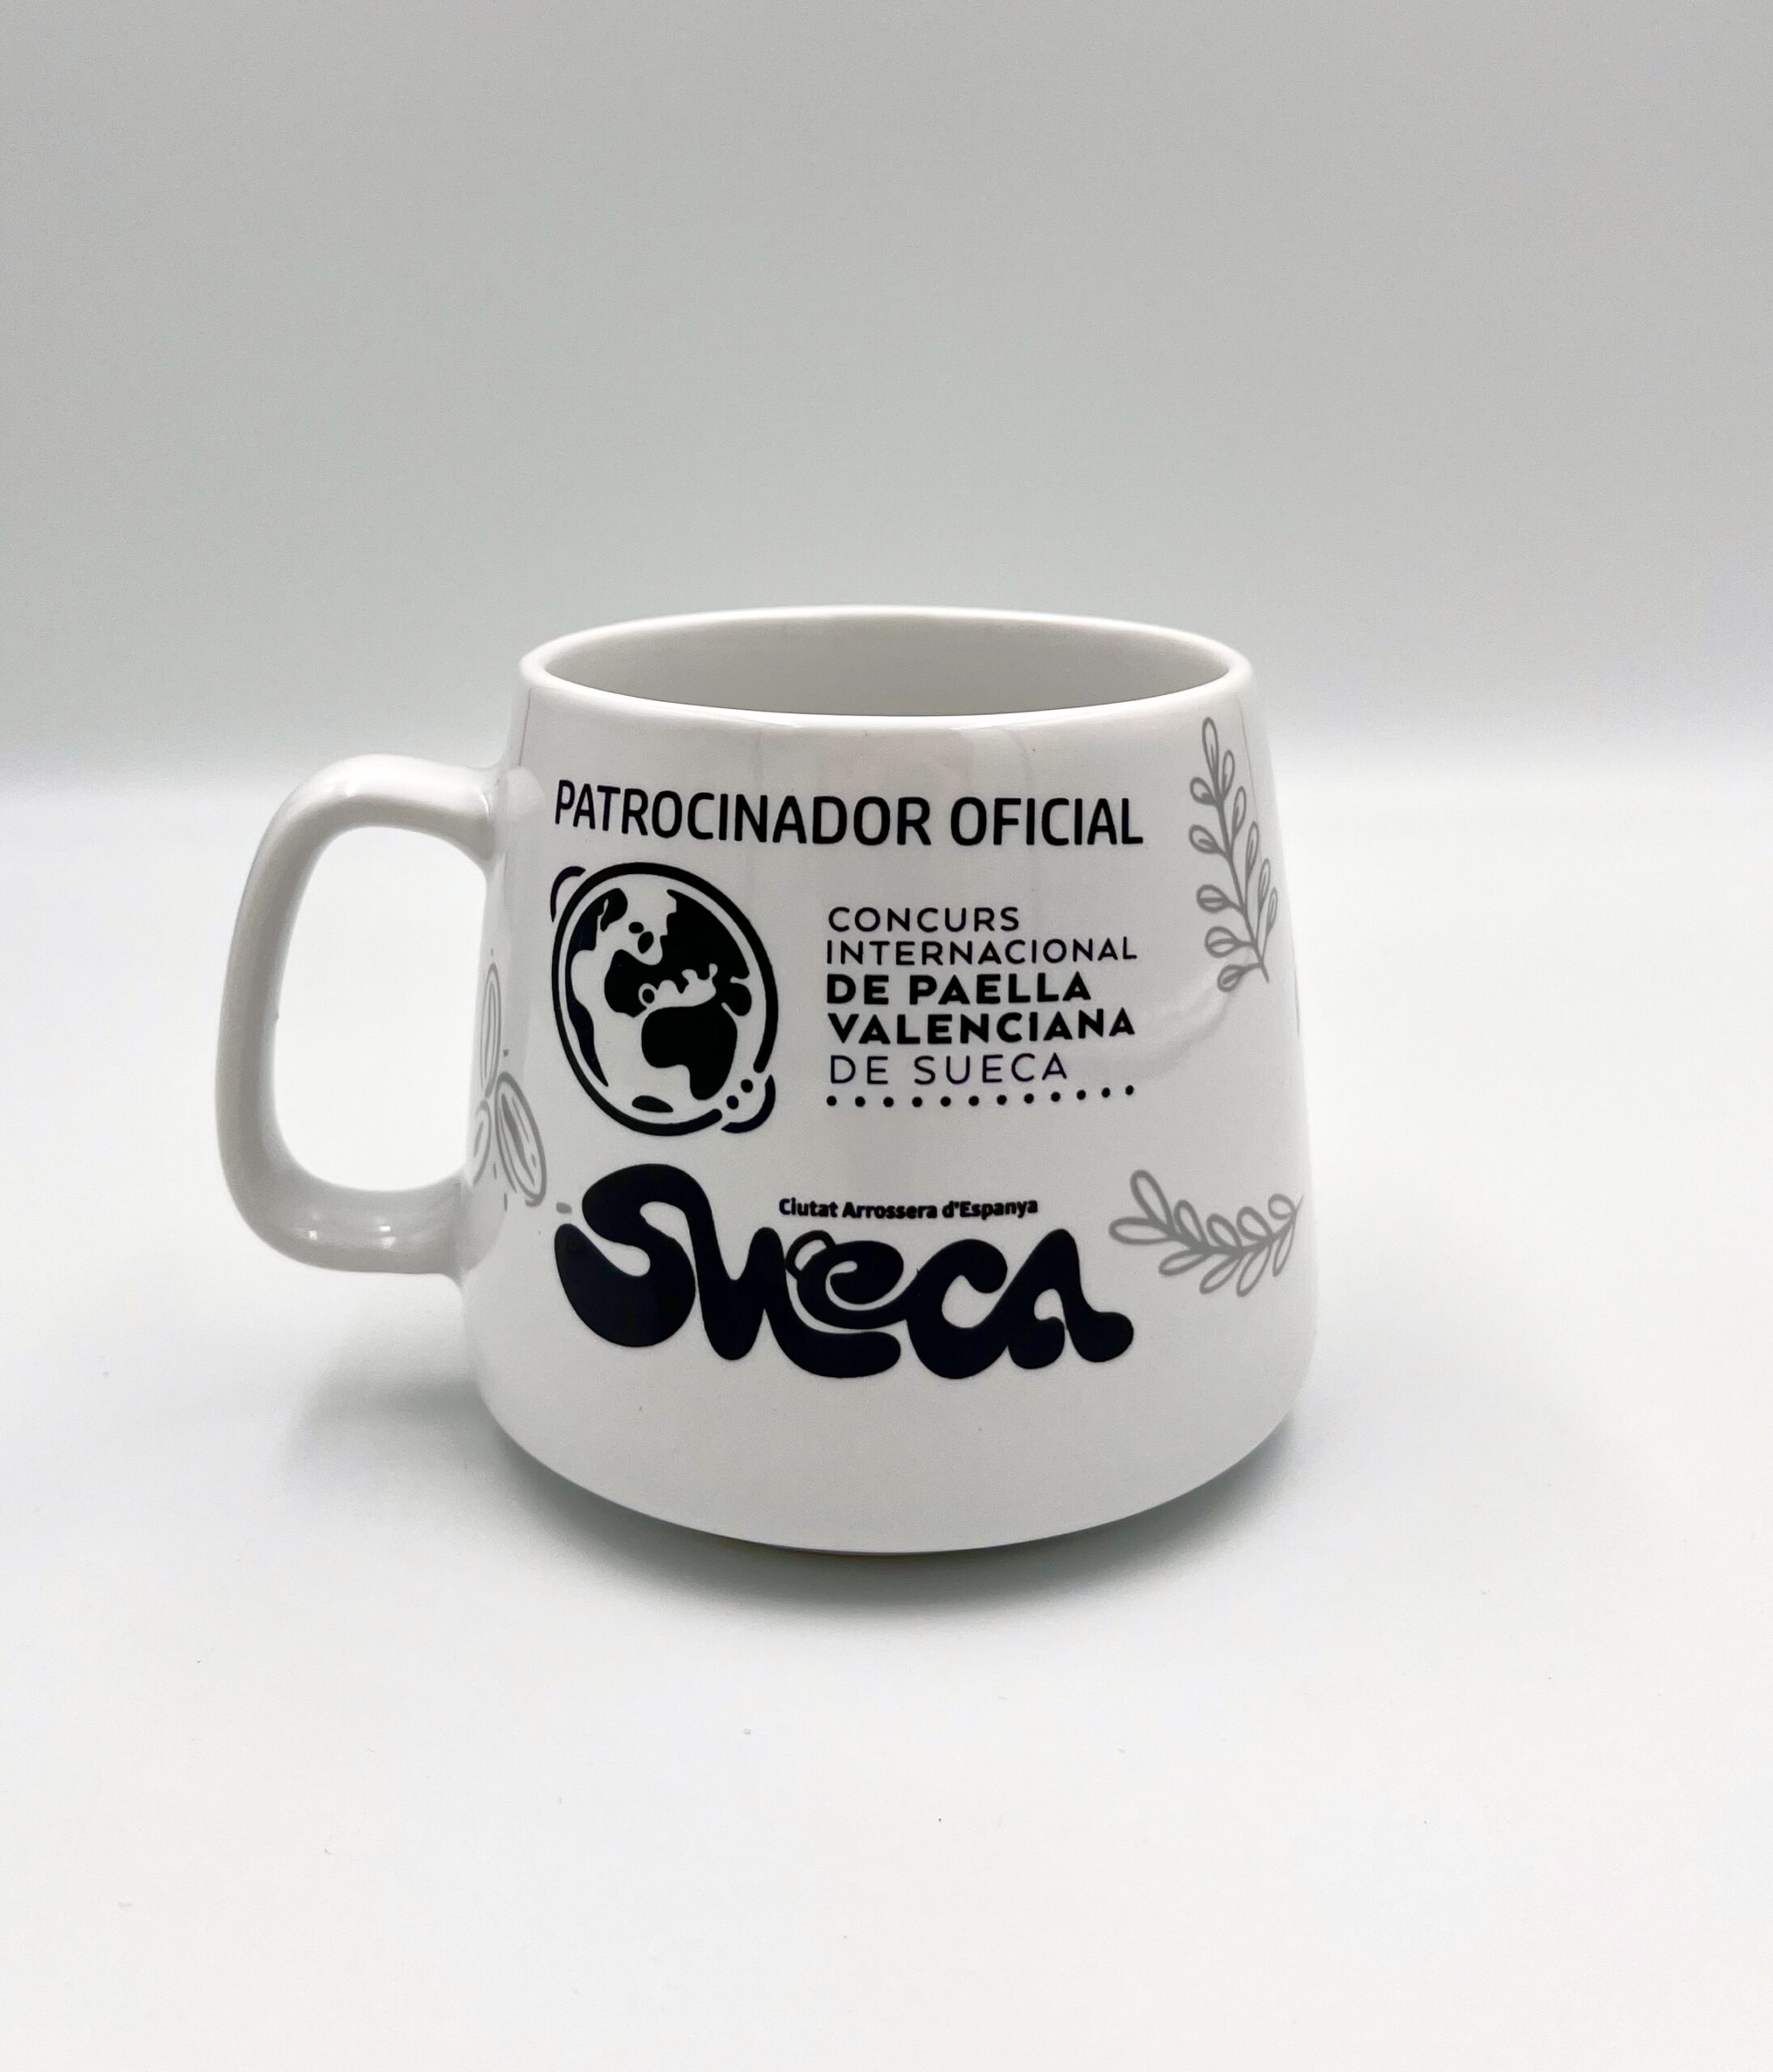 PATROCINADOR OFICIAL
CONCURS
INTERNACIONAL
DE PAELLA
VALENCIANA
DE SUECA
Ciutat Arrossera d'Espanya
Sueca